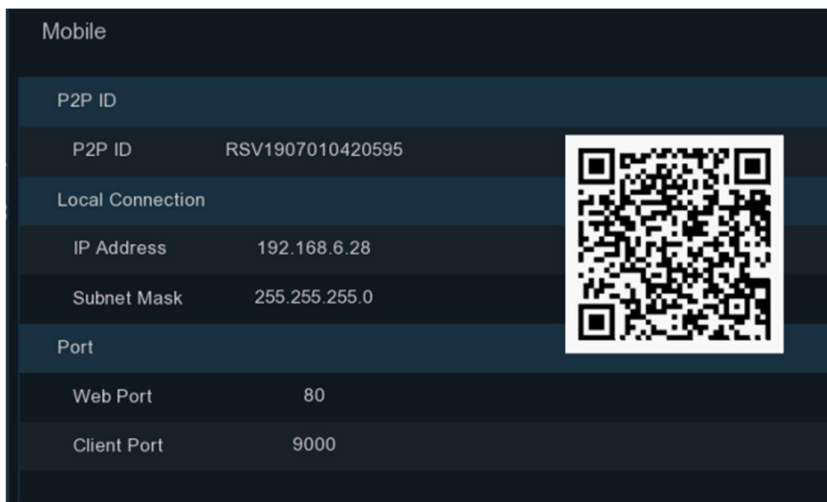 Mobile
P2P ID
P2P ID RSV1907010420595
Local Connection
IP Address 192.168.6.28
Subnet Mask 255.255.255.0
Port
Web Port 80
Client Port 9000